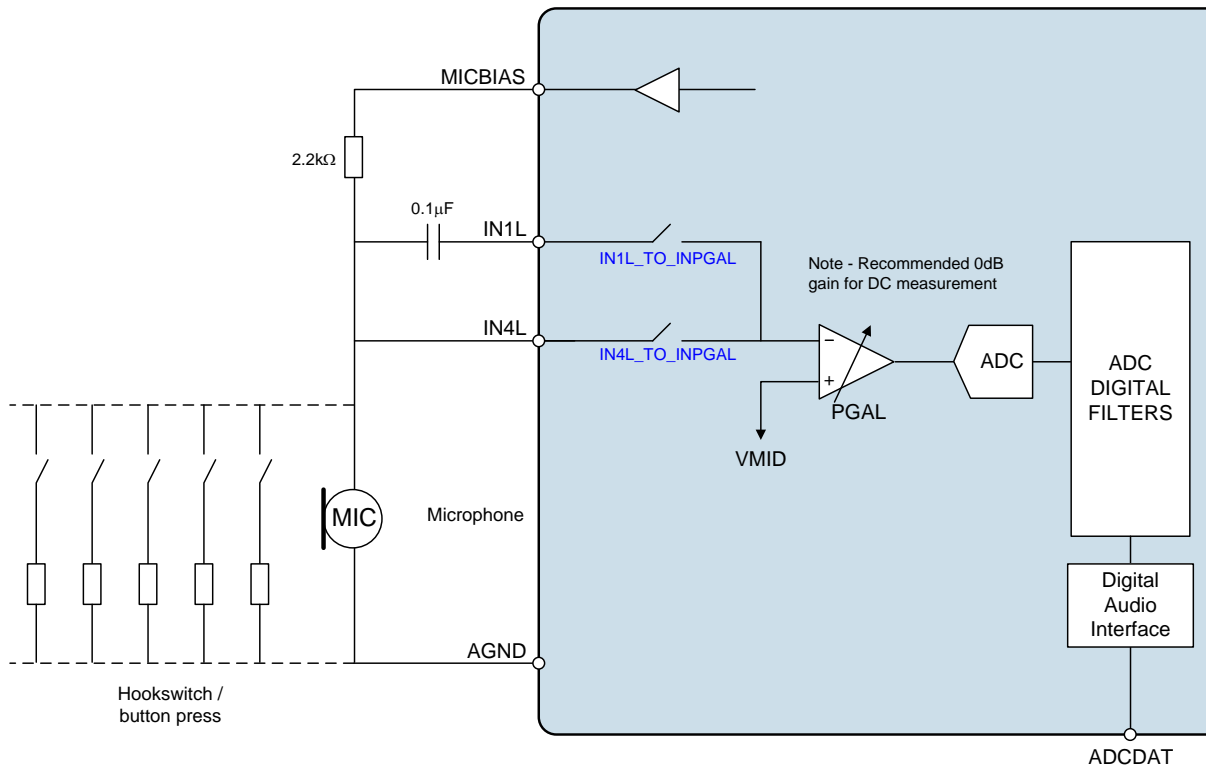 MICBIAS
2.2kΩ
0.1μF
IN1L
IN1L_TO_INPGAL
Note - Recommended 0dB
gain for DC measurement
IN4L
IN4L_TO_INPGAL
−
+
PGAL
VMID
ADC
ADC
DIGITAL
FILTERS
MIC
Microphone
Digital
Audio
Interface
AGND
Hookswitch /
button press
ADCDAT